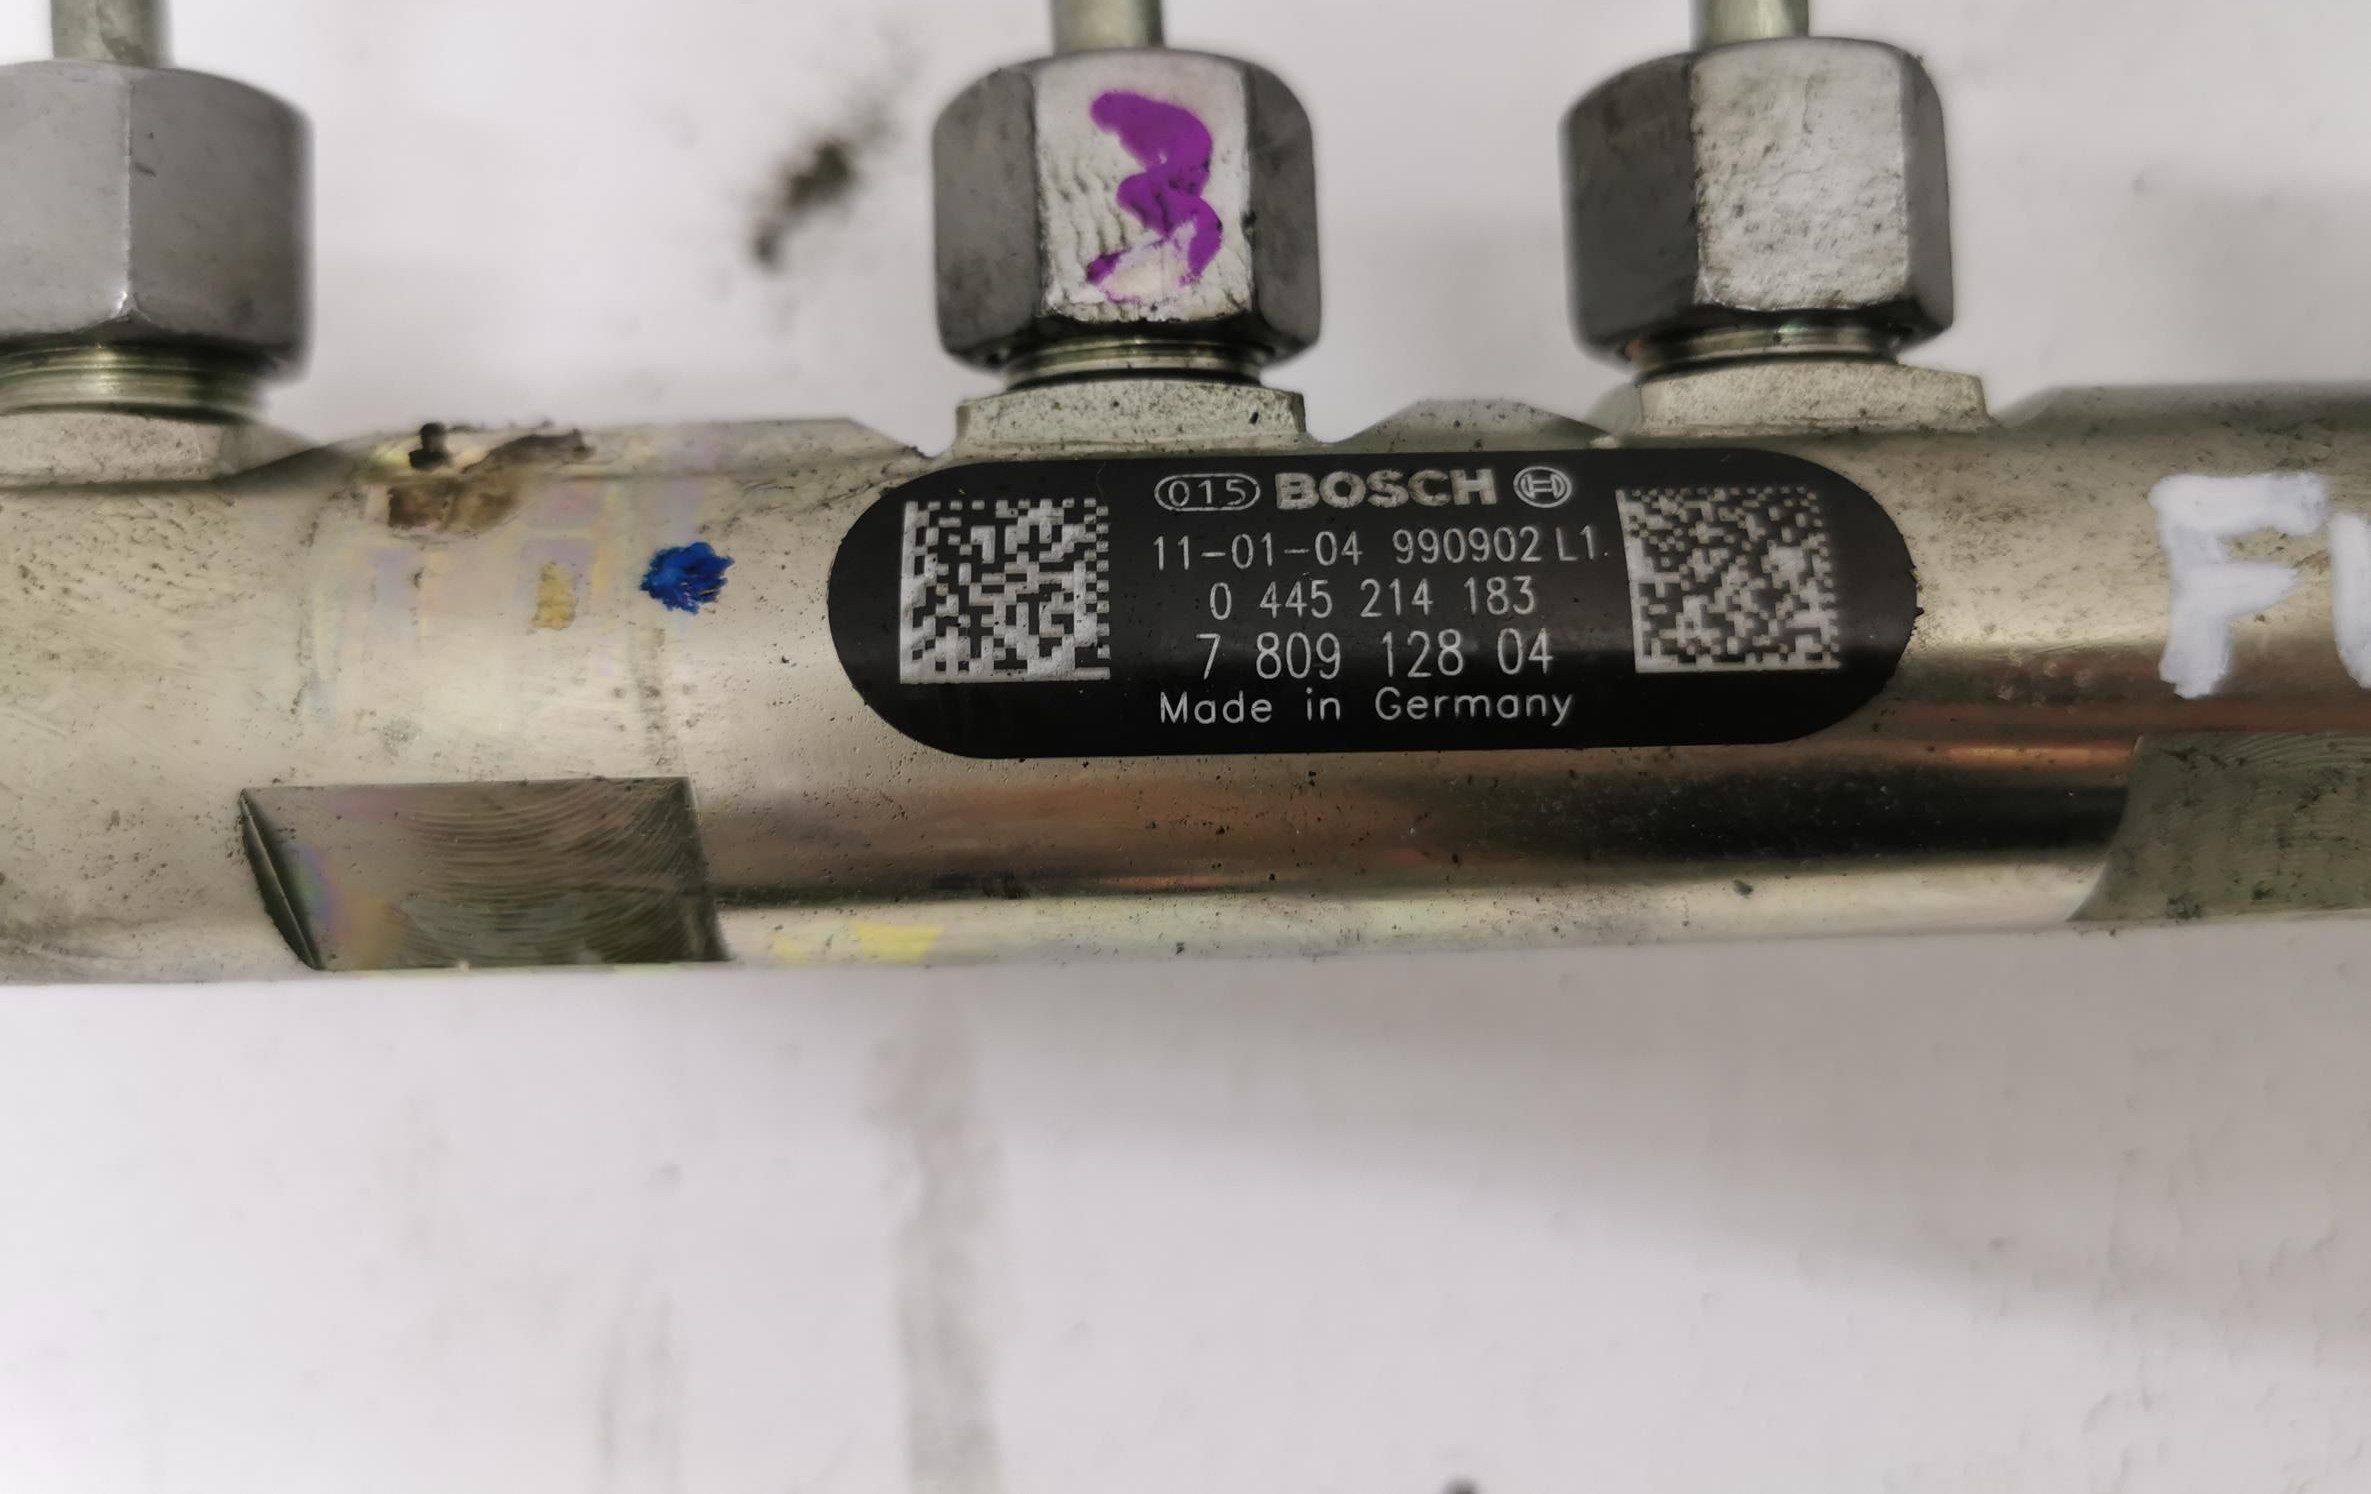 3
015 BOSCH
11-01-04 990902 L1
0 445 214 183
7 809 128 04
Made in Germany